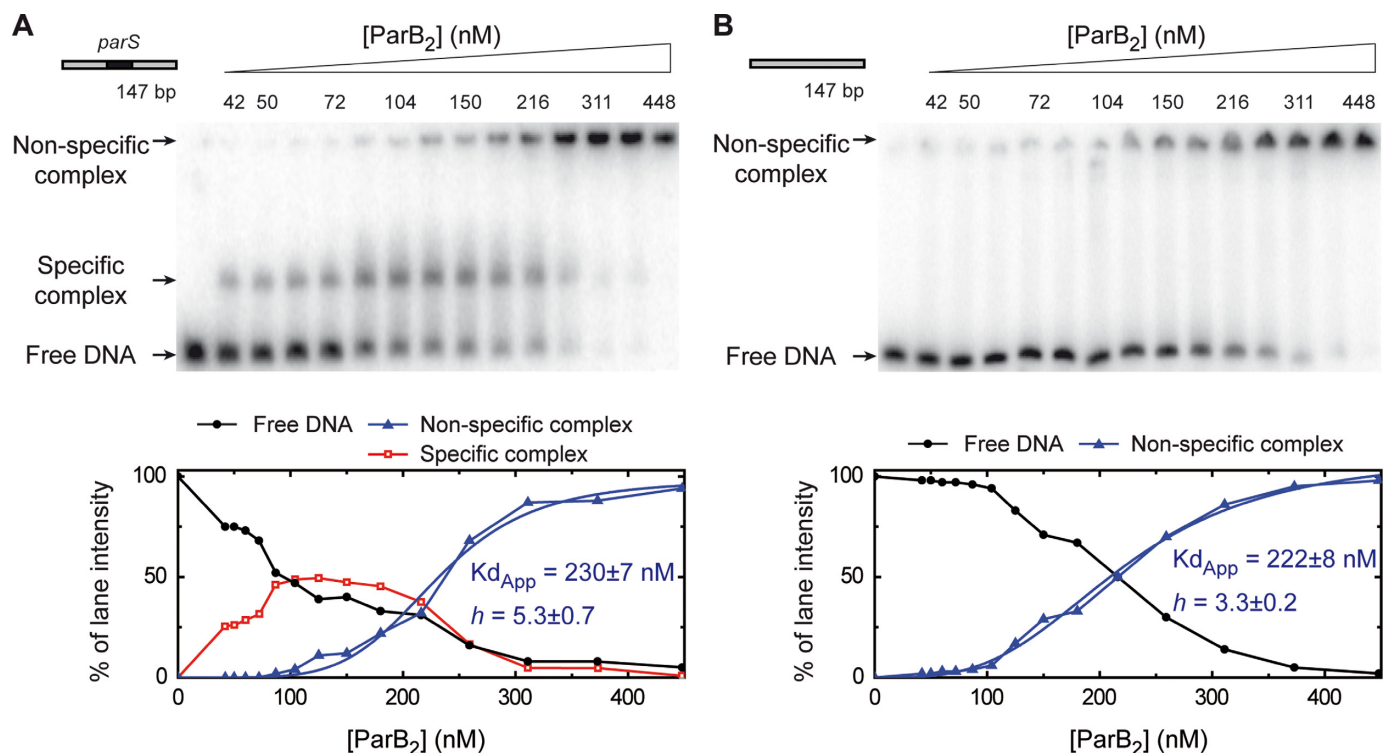 A
parS
147 bp
[ParB2] (nM)
42 50 72 104 150 216 311 448
Non-specific
complex
Specific
complex
Free DNA
Free DNA
Non-specific complex
Specific complex
% of lane intensity
100
50
0
KdApp = 230±7 nM
h = 5.3±0.7
0 100 200 300 400
[ParB2] (nM)
B
147 bp
[ParB2] (nM)
42 50 72 104 150 216 311 448
Non-specific
complex
Free DNA
Free DNA
Non-specific complex
% of lane intensity
100
50
0
KdApp = 222±8 nM
h = 3.3±0.2
0 100 200 300 400
[ParB2] (nM)